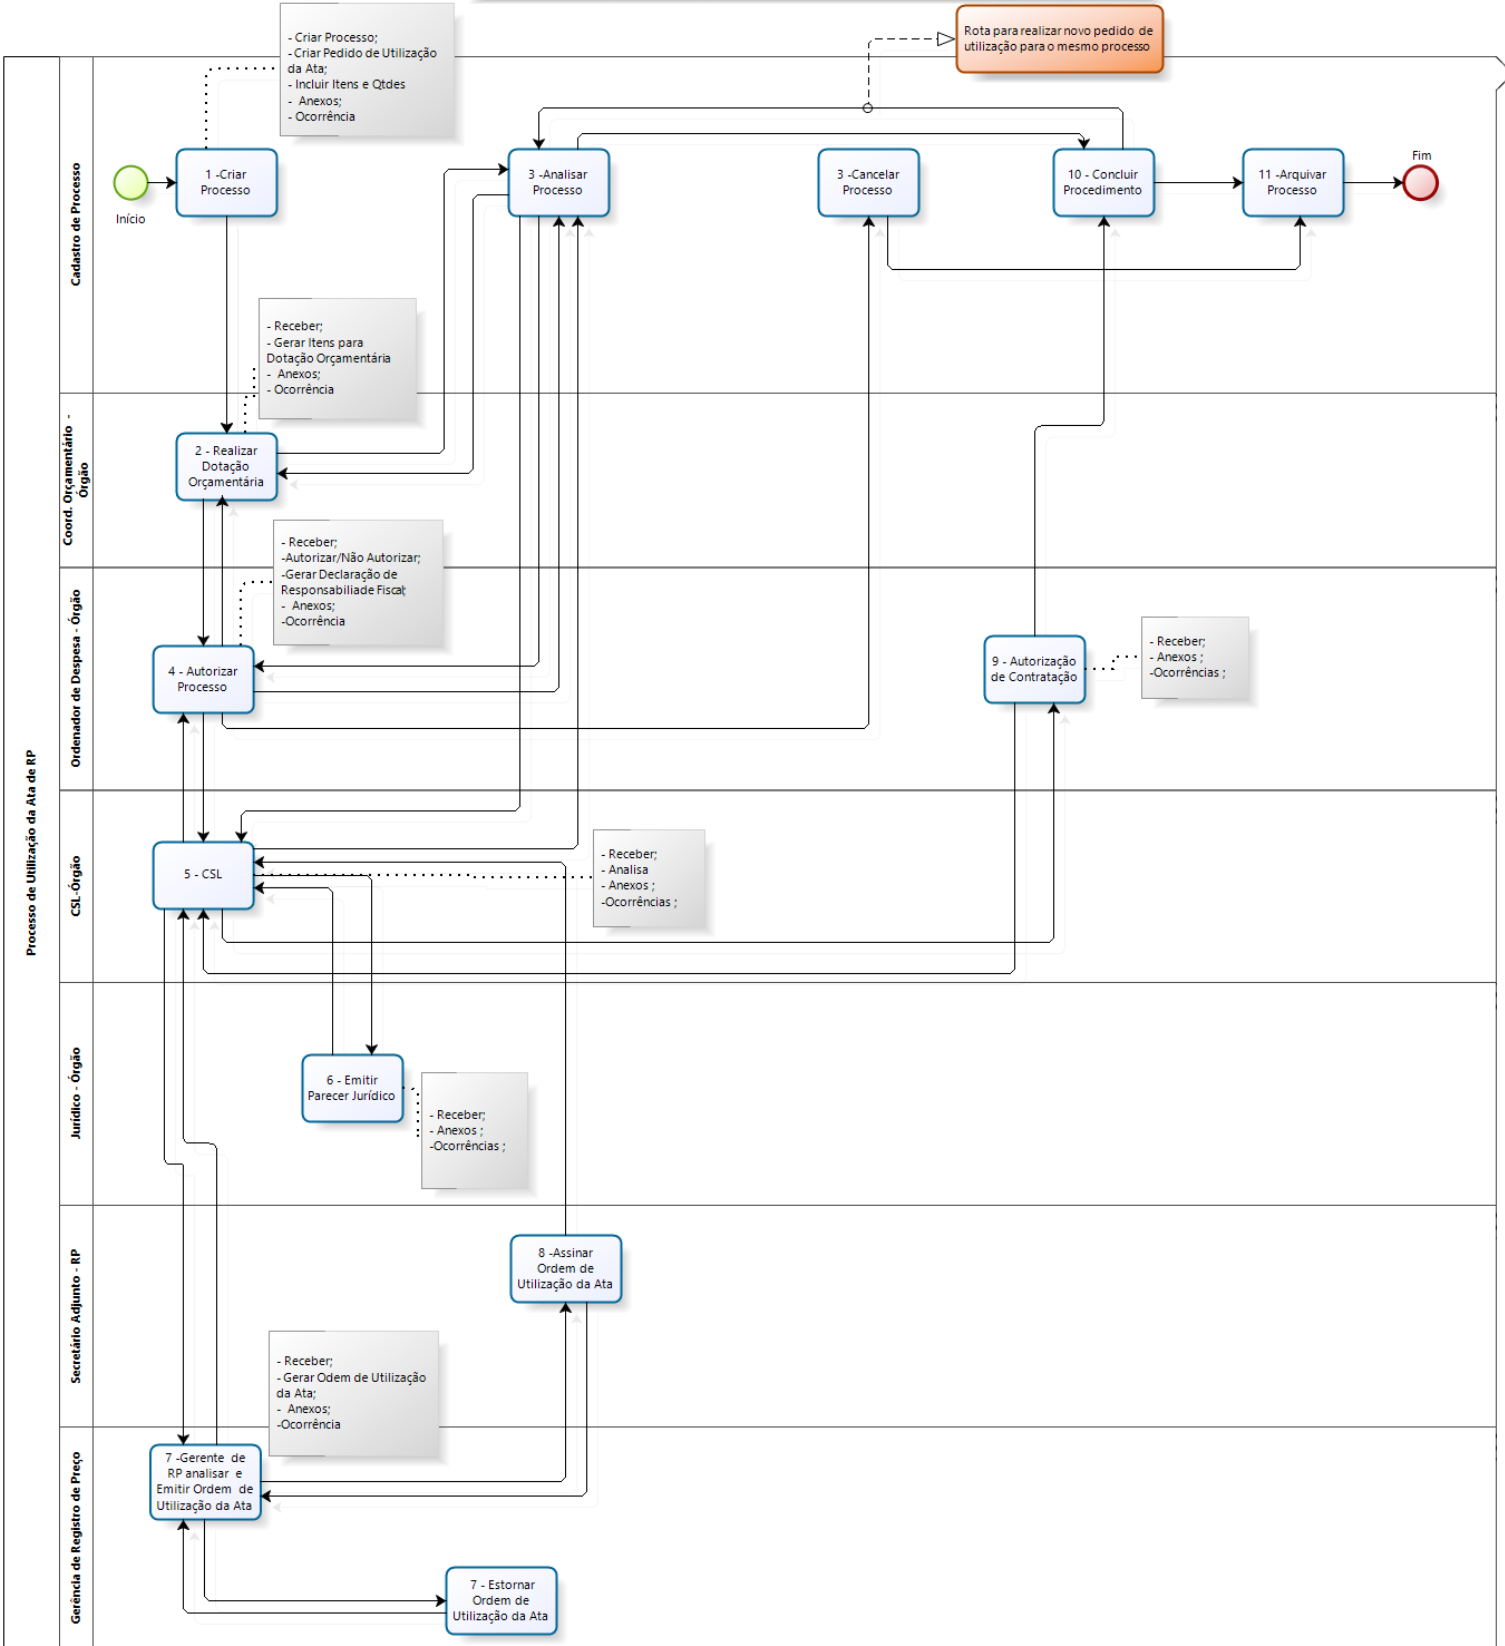 Processo de Utilização da Ata de RP
Cadastro de Processo
- Criar Processo;
- Criar Pedido de Utilização
da Ata;
- Incluir Itens e Qtdes
- Anexos;
- Ocorrência
Rota para realizar novo pedido de
utilização para o mesmo processo
Início
1 -Criar
Processo
3 -Analisar
Processo
3 -Cancelar
Processo
10 - Concluir
Procedimento
11 -Arquivar
Processo
Fim
- Receber;
- Gerar Itens para
Dotação Orçamentária
- Anexos;
- Ocorrência
Coord. Orçamentário -
Órgão
2 - Realizar
Dotação
Orçamentária
- Receber;
-Autorizar/Não Autorizar;
-Gerar Declaração de
Responsabiliade Fiscal;
- Anexos;
-Ocorrência
Ordenador de Despesa - Órgão
4 - Autorizar
Processo
9 - Autorização
de Contratação
- Receber;
- Anexos ;
-Ocorrências ;
CSL-Órgão
5 - CSL
- Receber;
- Analisa
- Anexos ;
-Ocorrências ;
Jurídico - Órgão
6 - Emitir
Parecer Jurídico
- Receber;
- Anexos ;
-Ocorrências ;
Secretário Adjunto - RP
8 -Assinar
Ordem de
Utilização da Ata
- Receber;
- Gerar Odem de Utilização
da Ata;
- Anexos;
-Ocorrência
Gerência de Registro de Preço
7 -Gerente de
RP analisar e
Emitir Ordem de
Utilização da Ata
7 - Estornar
Ordem de
Utilização da Ata